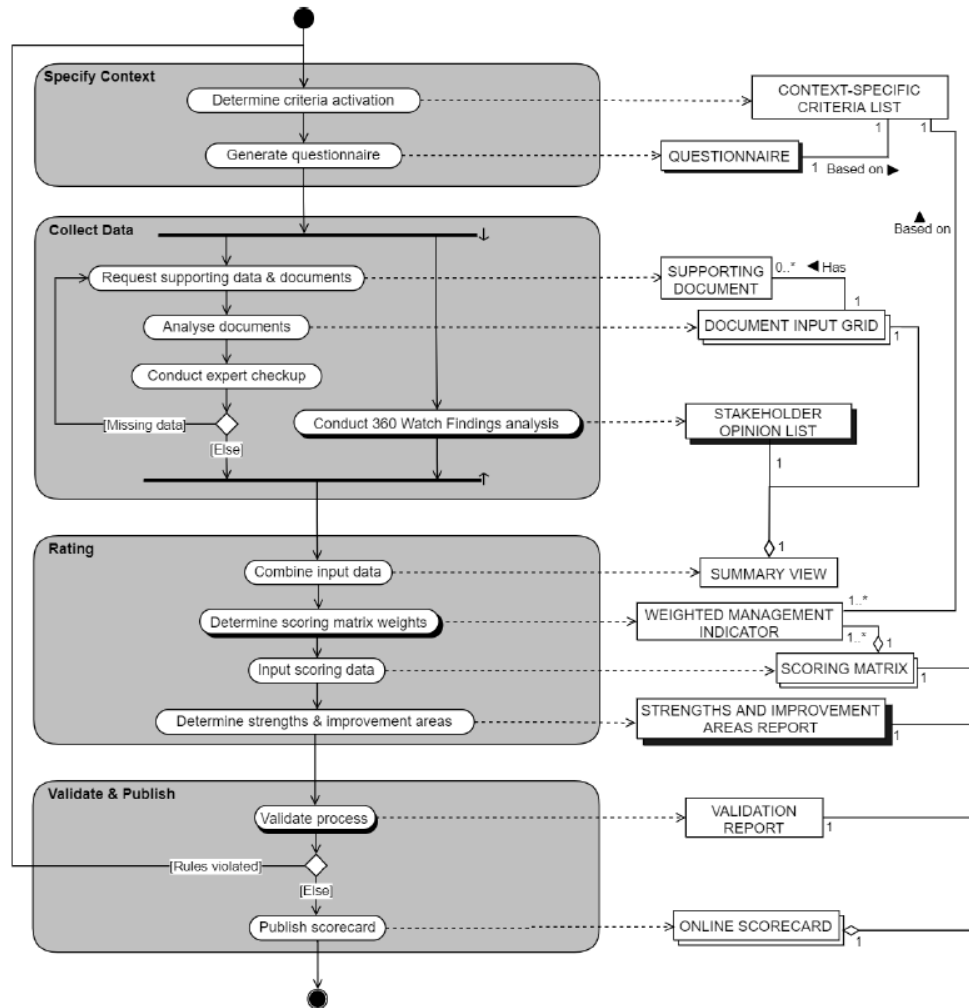 Specify Context
Determine criteria activation
CONTEXT-SPECIFIC
CRITERIA LIST
1
1
Generate questionnaire
QUESTIONNAIRE
1
Based on ►
▲
Based on
Collect Data
Request supporting data & documents
SUPPORTING
DOCUMENT
0..*
◄ Has
1
Analyse documents
DOCUMENT INPUT GRID
1
Conduct expert checkup
[Missing data]
[Else]
Conduct 360 Watch Findings analysis
STAKEHOLDER
OPINION LIST
1
Rating
Combine input data
1
SUMMARY VIEW
Determine scoring matrix weights
WEIGHTED MANAGEMENT
INDICATOR
1..*
1..*
1
Input scoring data
SCORING MATRIX
1
Determine strengths & improvement areas
STRENGTHS AND IMPROVEMENT
AREAS REPORT
1
Validate & Publish
Validate process
VALIDATION
REPORT
1
[Rules violated]
[Else]
Publish scorecard
ONLINE SCORECARD
1